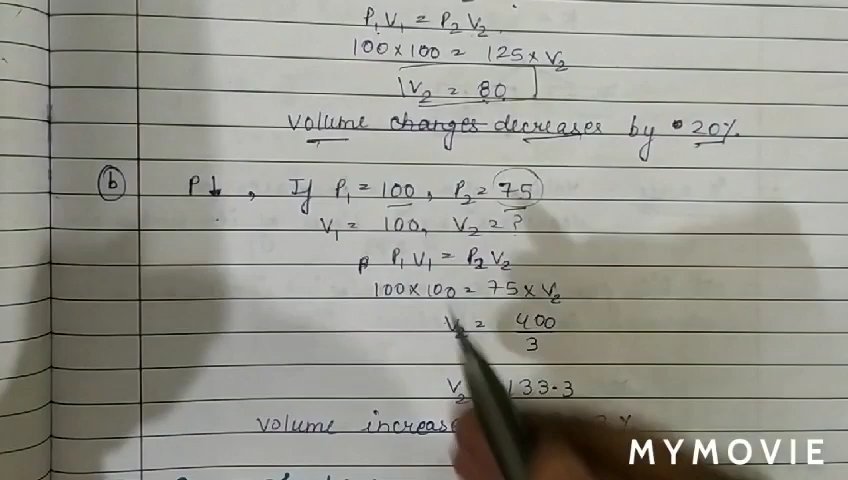 P₁V₁ = P₂V₂
100×100 = 125×V₂
V₂ = 80
Volume changes decreases by 20%.
(b) P↓, If P₁ = 100, P₂ = 75
V₁ = 100, V₂ = ?
P₁V₁ = P₂V₂
100×100 = 75×V₂
V₂ = 400/3
V₂ 133.3
Volume increase %
MYMOVIE